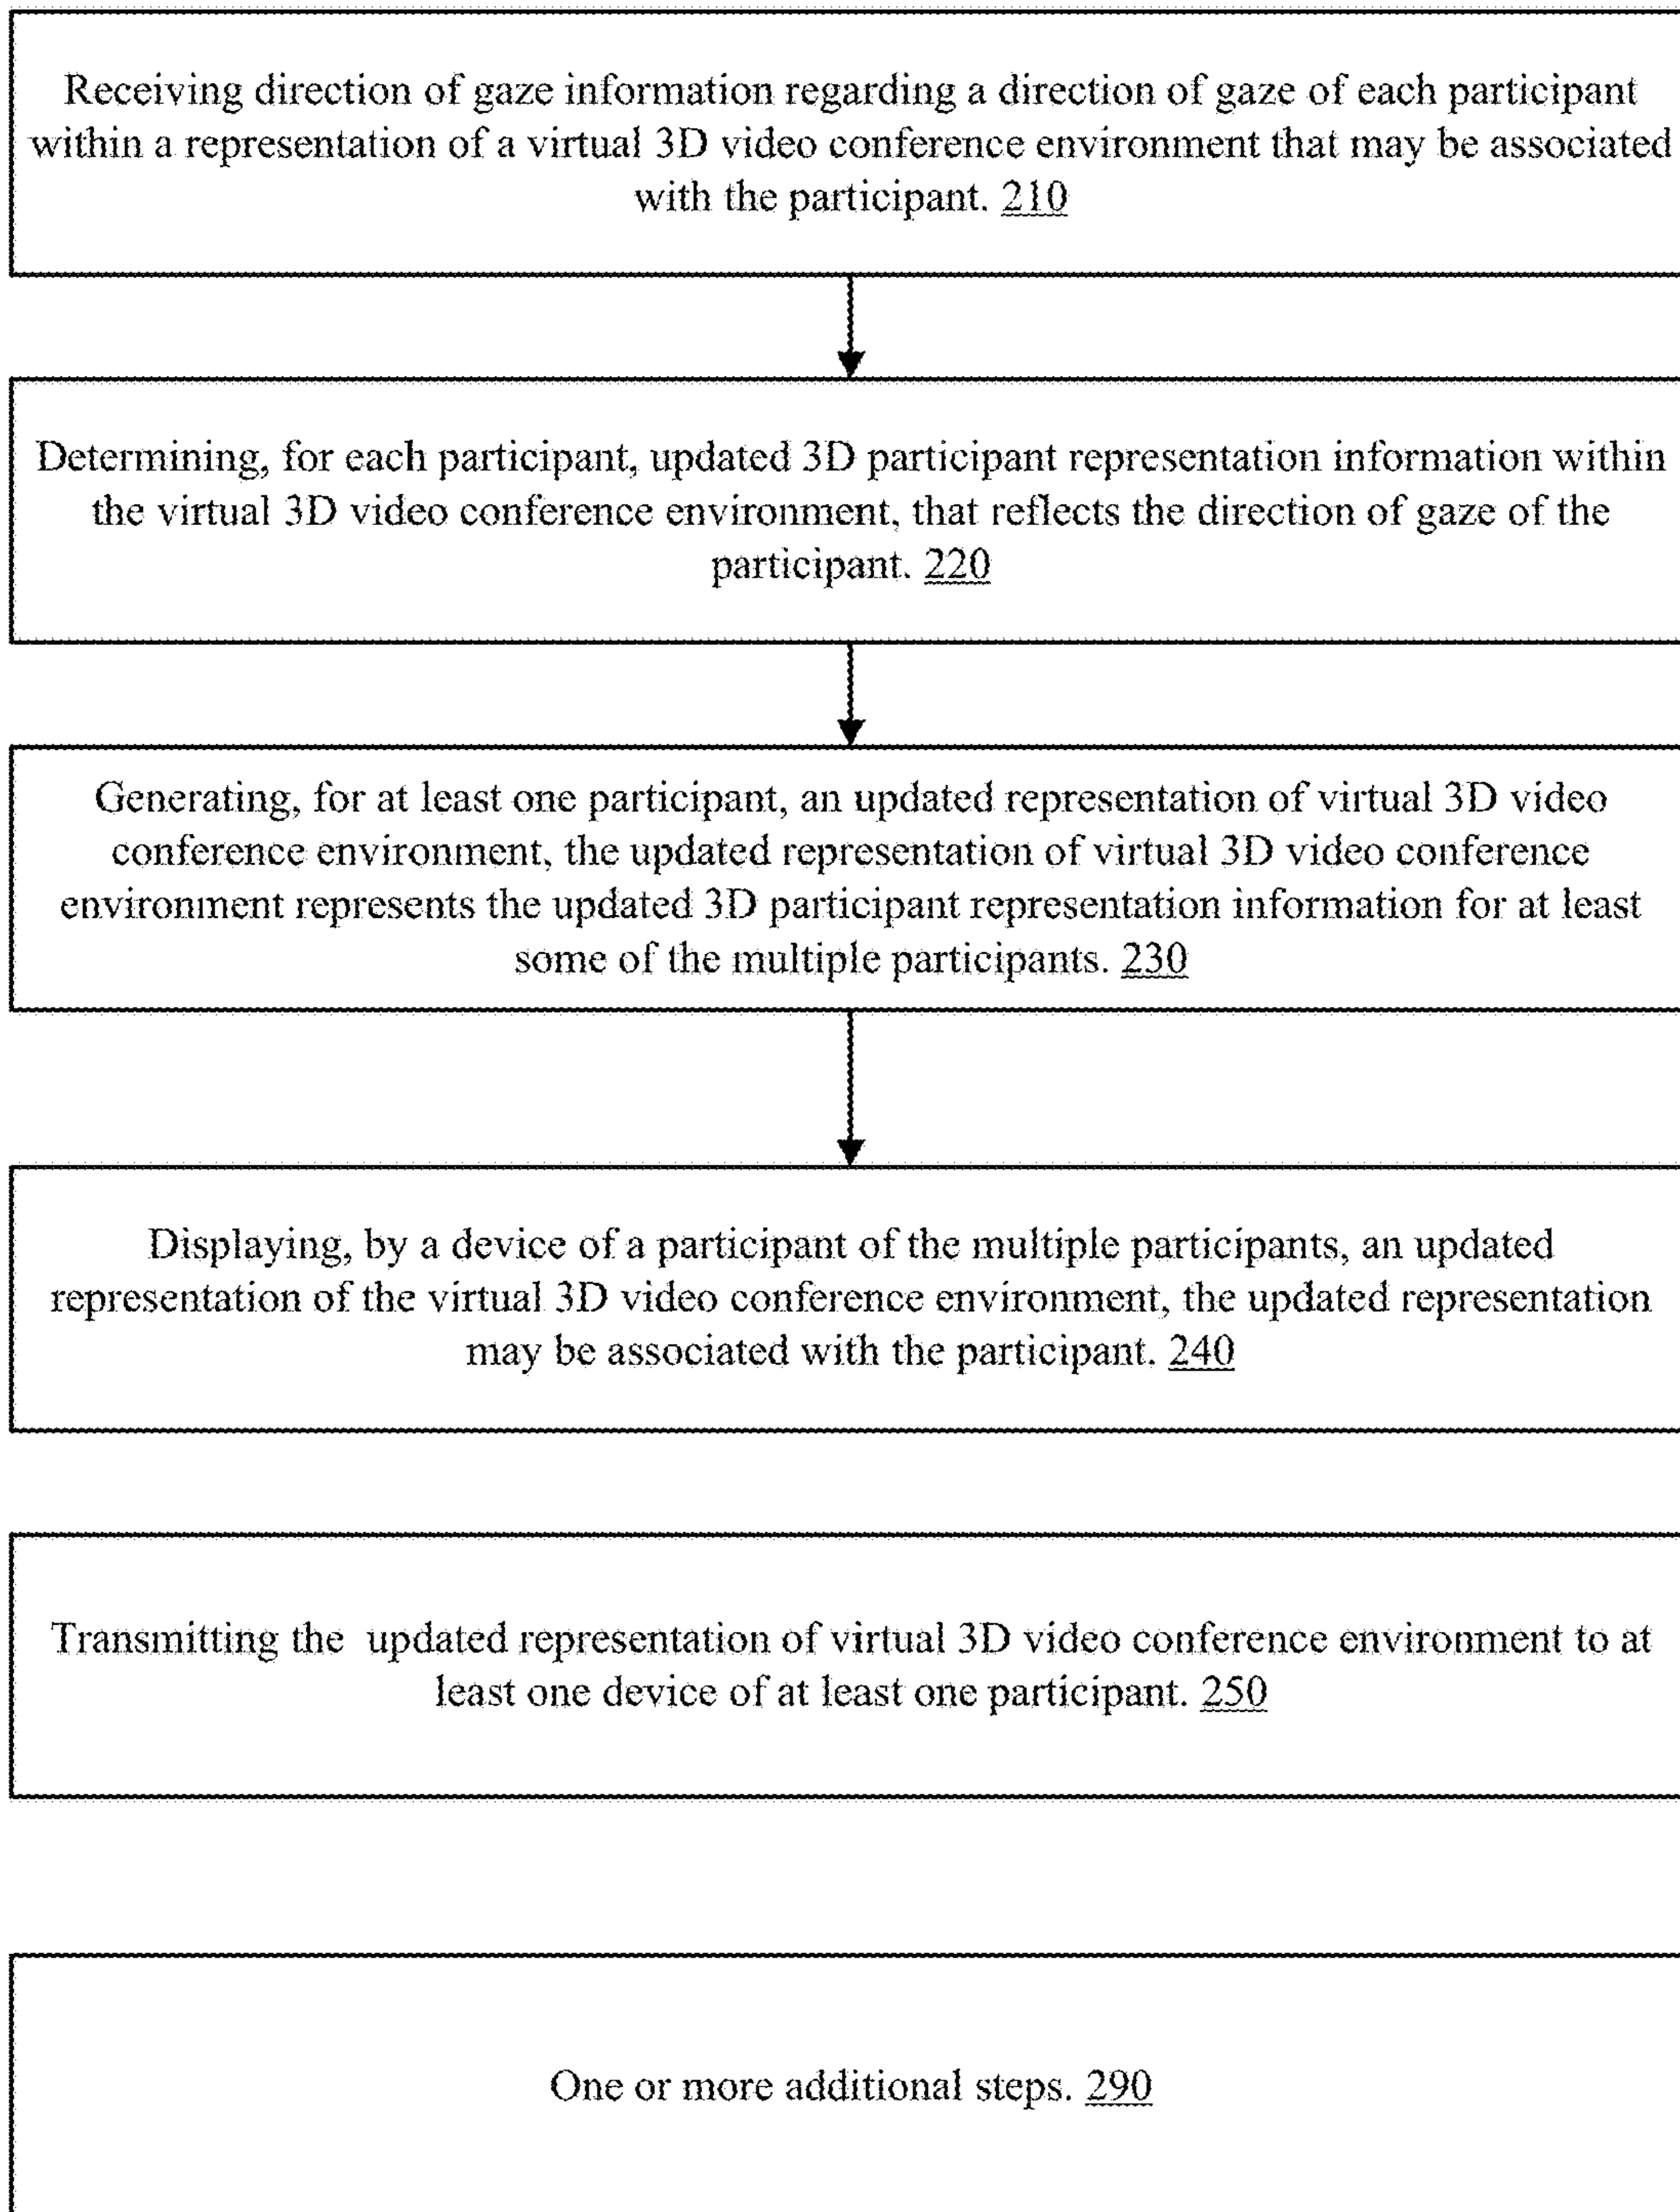 Receiving direction of gaze information regarding a direction of gaze of each participant
within a representation of a virtual 3D video conference environment that may be associated
with the participant. 210
Determining, for each participant, updated 3D participant representation information within
the virtual 3D video conference environment, that reflects the direction of gaze of the
participant. 220
Generating, for at least one participant, an updated representation of virtual 3D video
conference environment, the updated representation of virtual 3D video conference
environment represents the updated 3D participant representation information for at least
some of the multiple participants. 230
Displaying, by a device of a participant of the multiple participants, an updated
representation of the virtual 3D video conference environment, the updated representation
may be associated with the participant. 240
Transmitting the updated representation of virtual 3D video conference environment to at
least one device of at least one participant. 250
One or more additional steps. 290